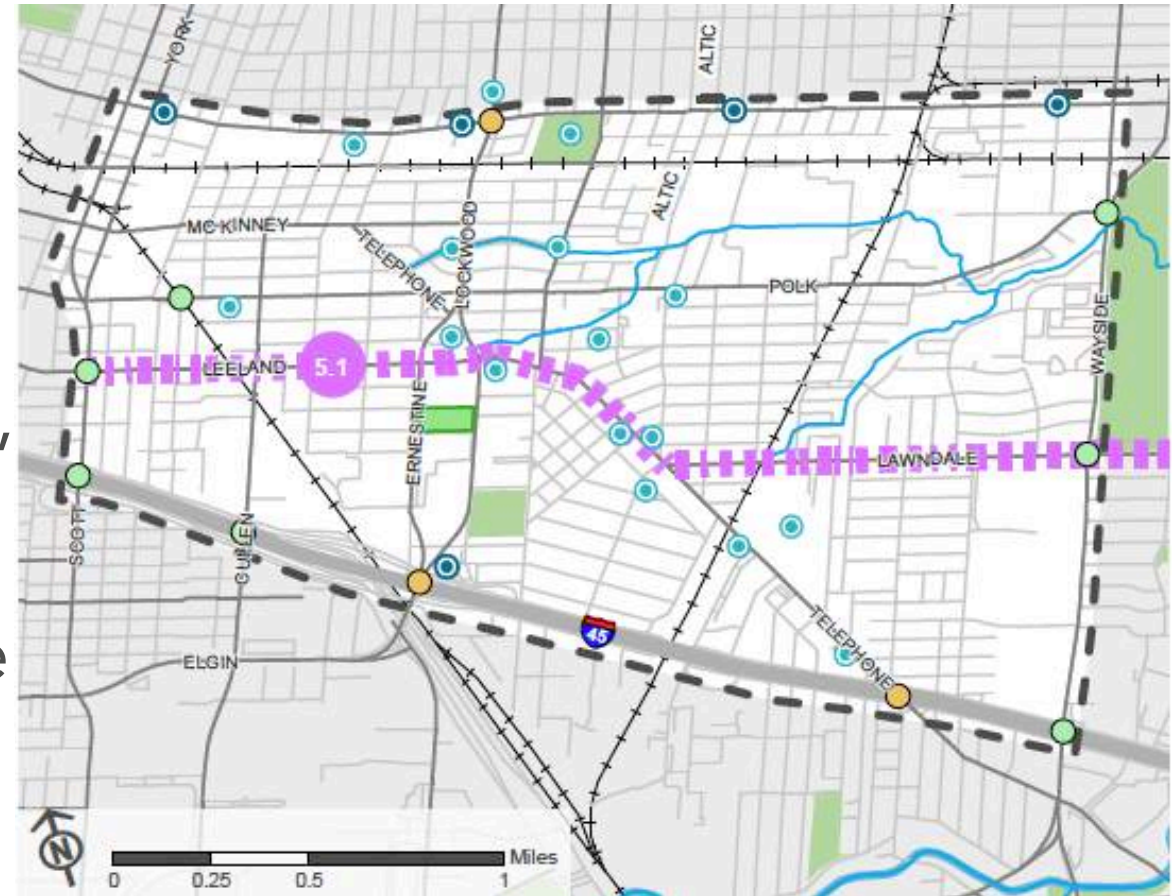 YORK
ALTIC
ALTIC
MC KINNEY
TELEPHONE
LOCKWOOD
POLK
WAYSIDE
LEELAND
5.1
ERNESTINE
LAWNDALE
SCOTT
CULLEN
45
TELEPHONE
ELGIN
N
Miles
0 0.25 0.5 1